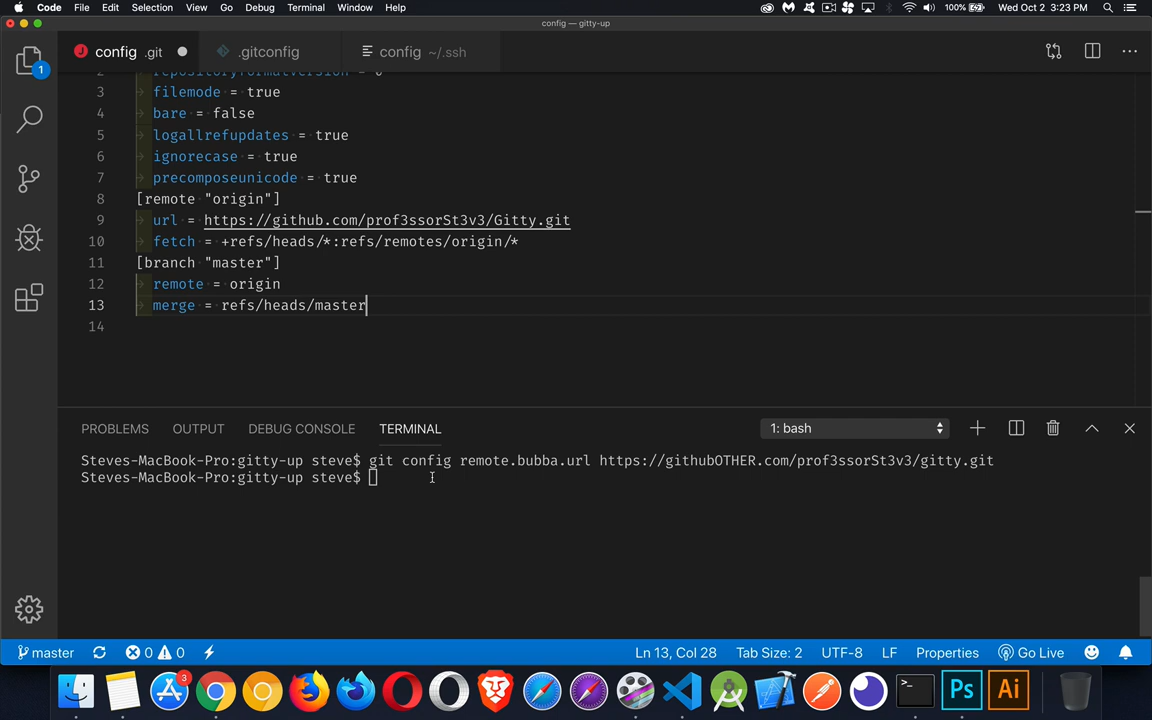 Code File Edit Selection View Go Debug Terminal Window Help 100% Wed Oct 2 3:23 PM
config — gitty-up
config .git .gitconfig config ~/.ssh
1
2 repositoryformatversion = 0
3 filemode = true
4 bare = false
5 logallrefupdates = true
6 ignorecase = true
7 precomposeunicode = true
8 [remote "origin"]
9 url = https://github.com/prof3ssorSt3v3/Gitty.git
10 fetch = +refs/heads/*:refs/remotes/origin/*
11 [branch "master"]
12 remote = origin
13 merge = refs/heads/master
14
PROBLEMS OUTPUT DEBUG CONSOLE TERMINAL 1: bash
Steves-MacBook-Pro:gitty-up steve$ git config remote.bubba.url https://githubOTHER.com/prof3ssorSt3v3/gitty.git
Steves-MacBook-Pro:gitty-up steve$
master 0 0 Ln 13, Col 28 Tab Size: 2 UTF-8 LF Properties Go Live
3 >_ Ps Ai